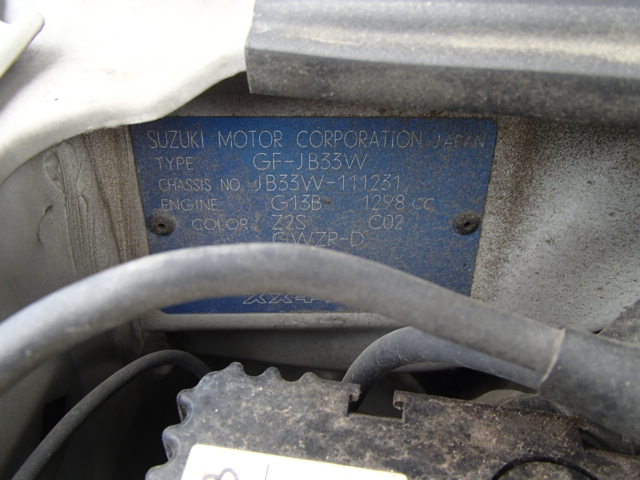 SUZUKI MOTOR CORPORATION, JAPAN
TYPE GF-JB33W
CHASSIS NO. JB33W-111231
ENGINE G13B 1298 CC
COLOR Z2S C02
GWZR-D